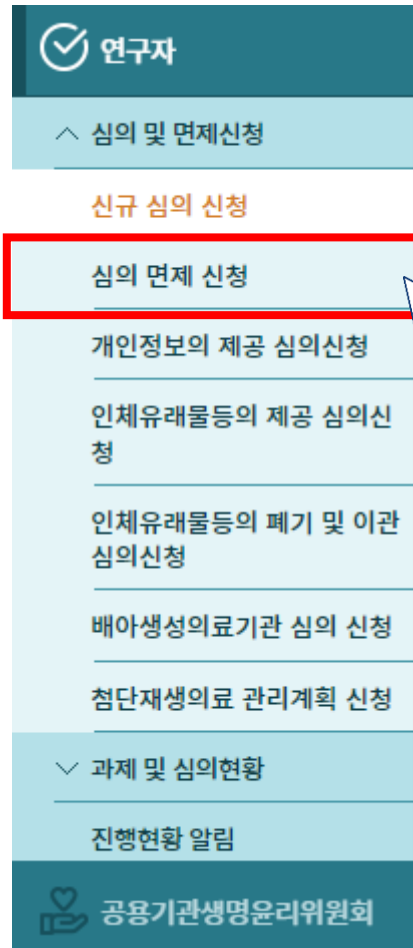 연구자
심의 및 면제신청
신규 심의 신청
심의 면제 신청
개인정보의 제공 심의신청
인체유래물등의 제공 심의신
청
인체유래물등의 폐기 및 이관
심의신청
배아생성의료기관 심의 신청
첨단재생의료 관리계획 신청
과제 및 심의현황
진행현황 알림
공용기관생명윤리위원회